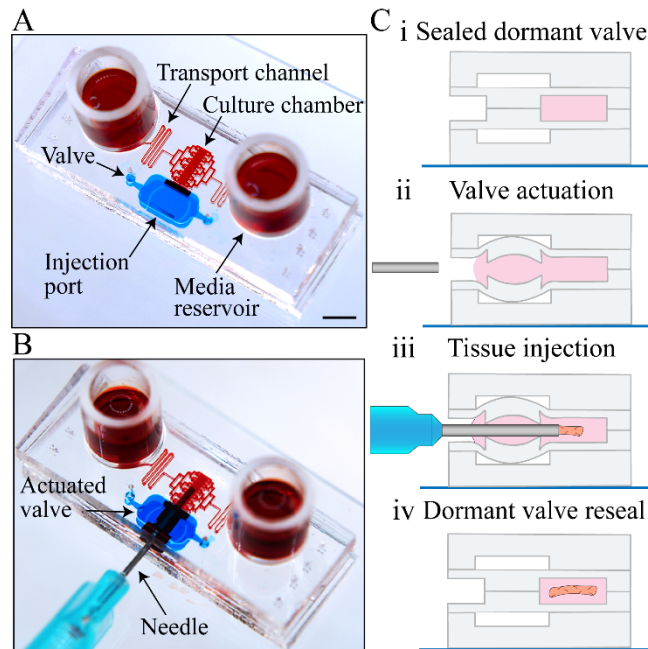 A
Transport channel
Culture chamber
Valve
Injection
port
Media
reservoir
B
Actuated
valve
Needle
C
i Sealed dormant valve
ii Valve actuation
iii Tissue injection
iv Dormant valve reseal